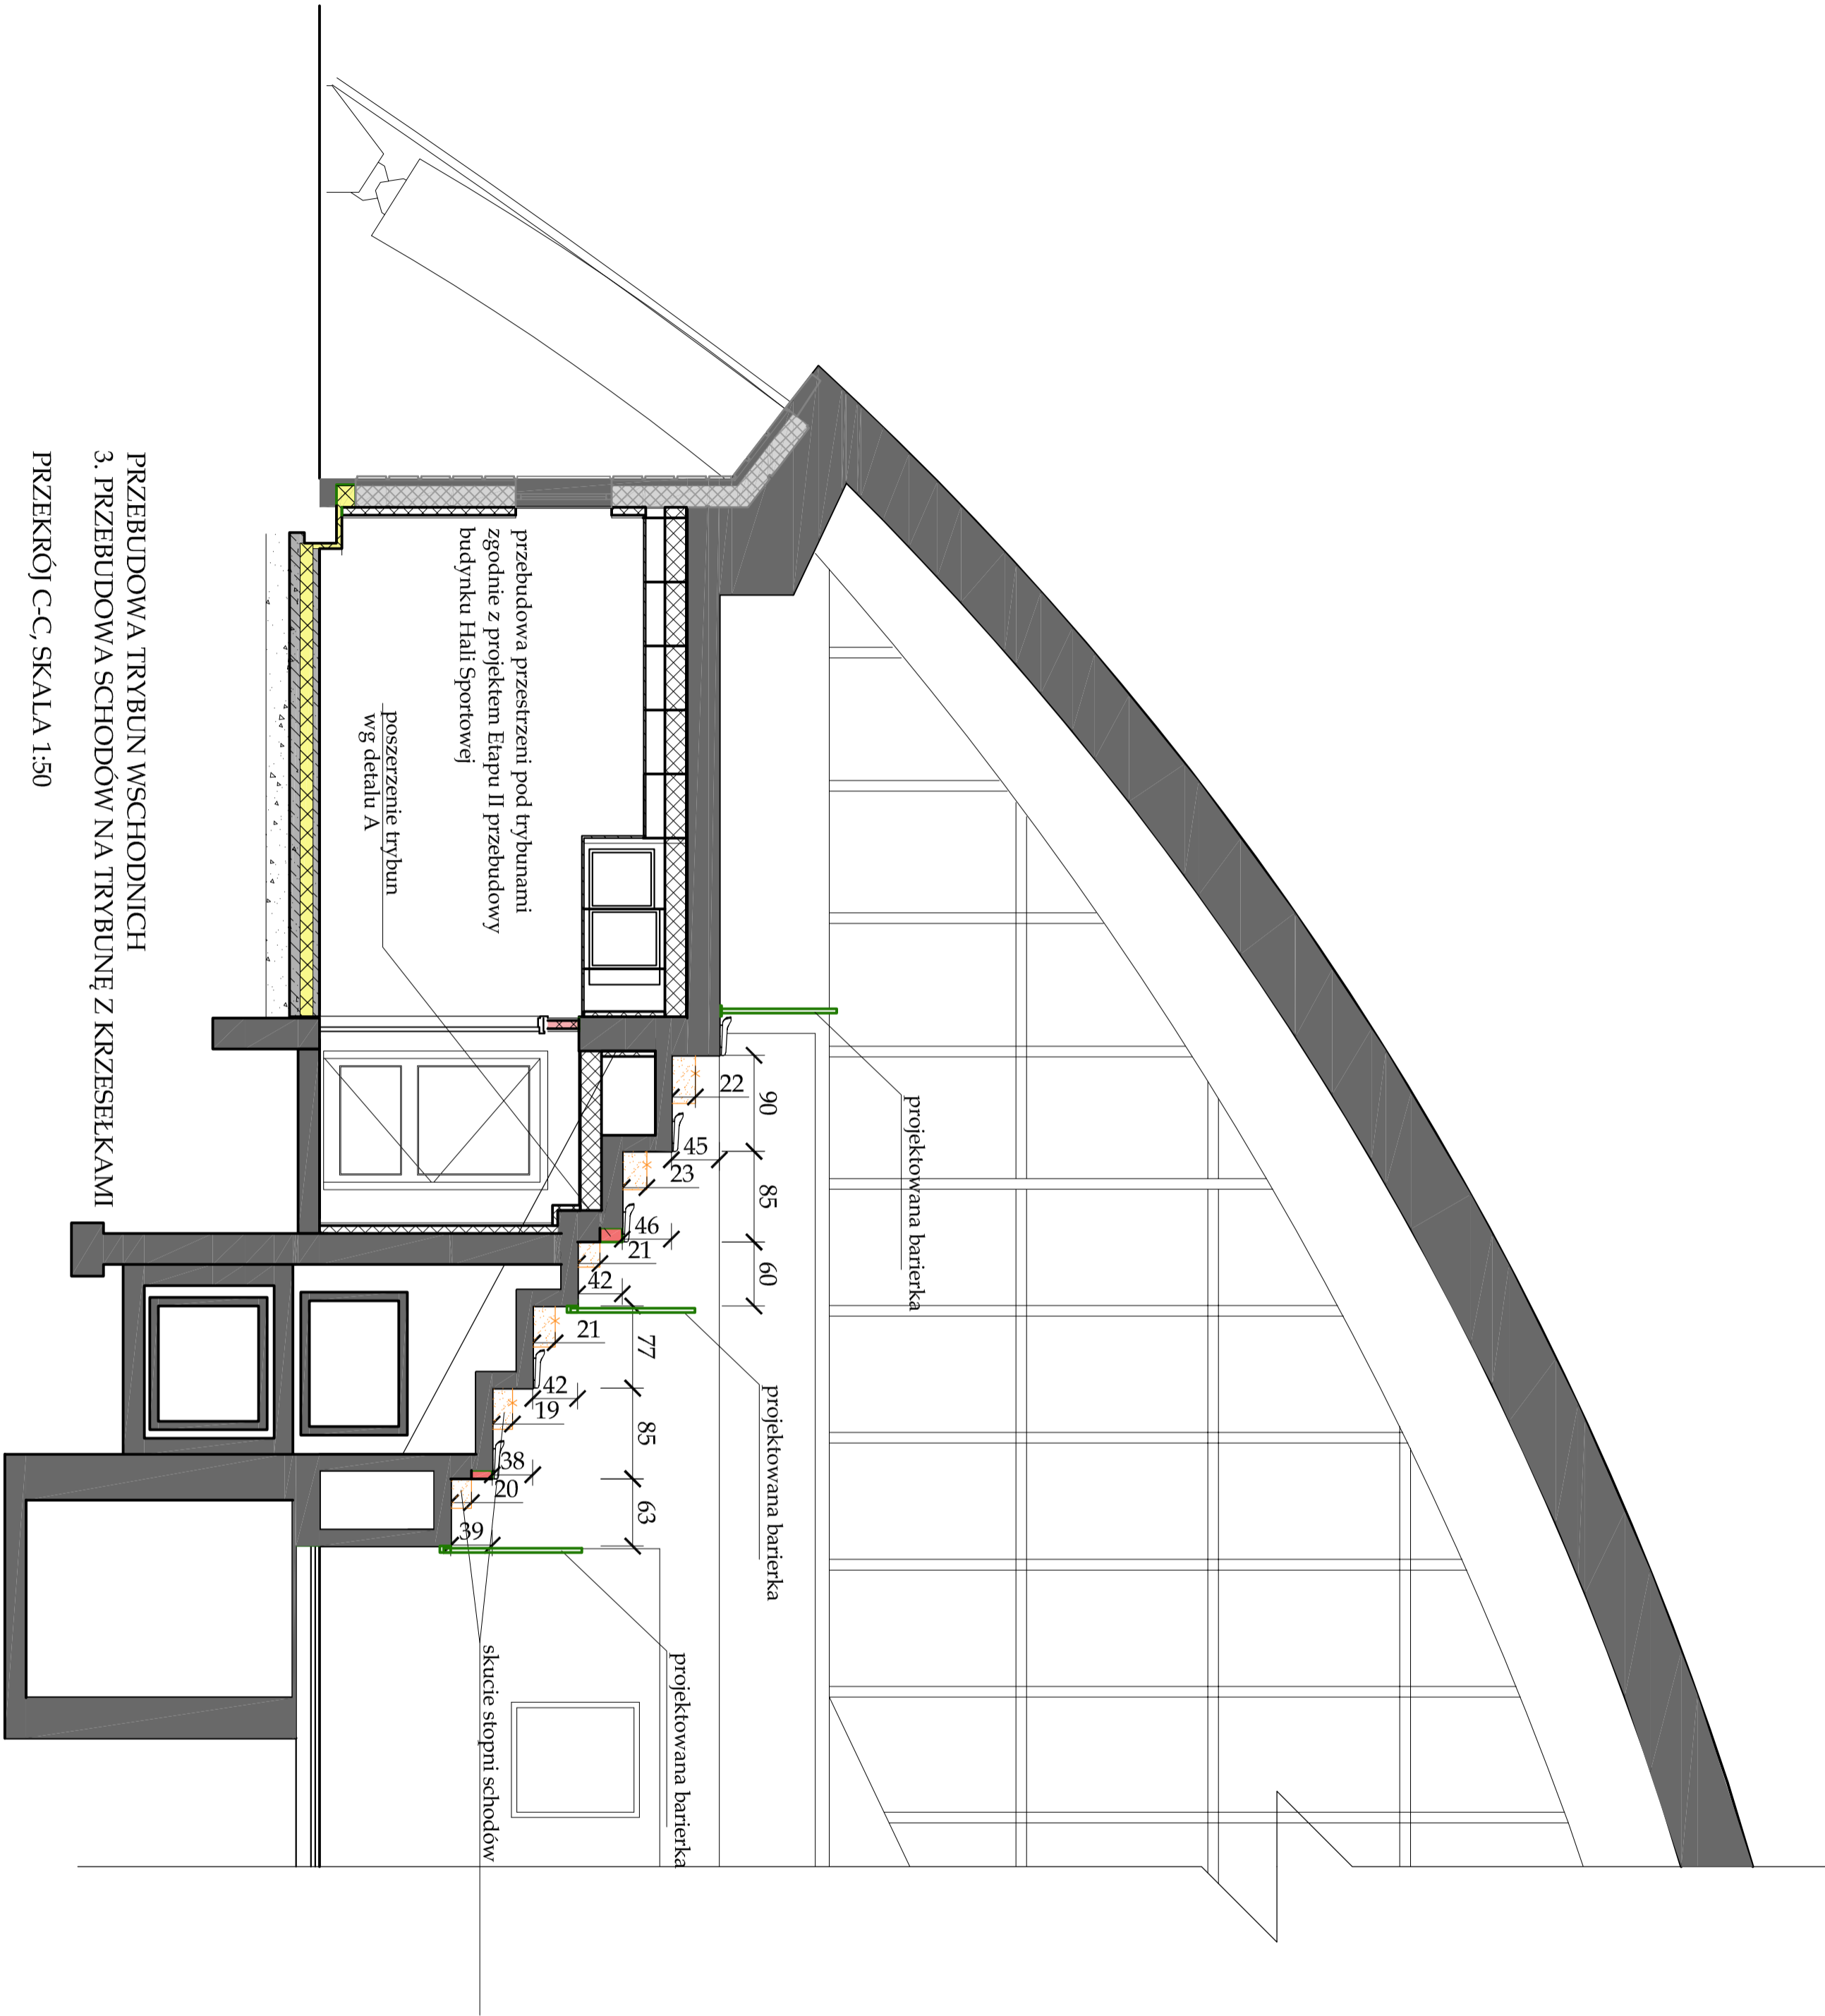 projektowana barierka
90
85
60
22
45
23
46
21
42
projektowana barierka
77
85
63
21
42
19
38
20
39
projektowana barierka
skucie stopni schodów
przebudowa przestrzeni pod trybunami
zgodnie z projektem Etapu II przebudowy
budynku Hali Sportowej
poszerzenie trybun
wg detalu A
PRZEBUDOWA TRYBUN WSCHODNICH
3. PRZEBUDOWA SCHODÓW NA TRYBUNĘ Z KRZESEŁKAMI
PRZEKRÓJ C-C, SKALA 1:50